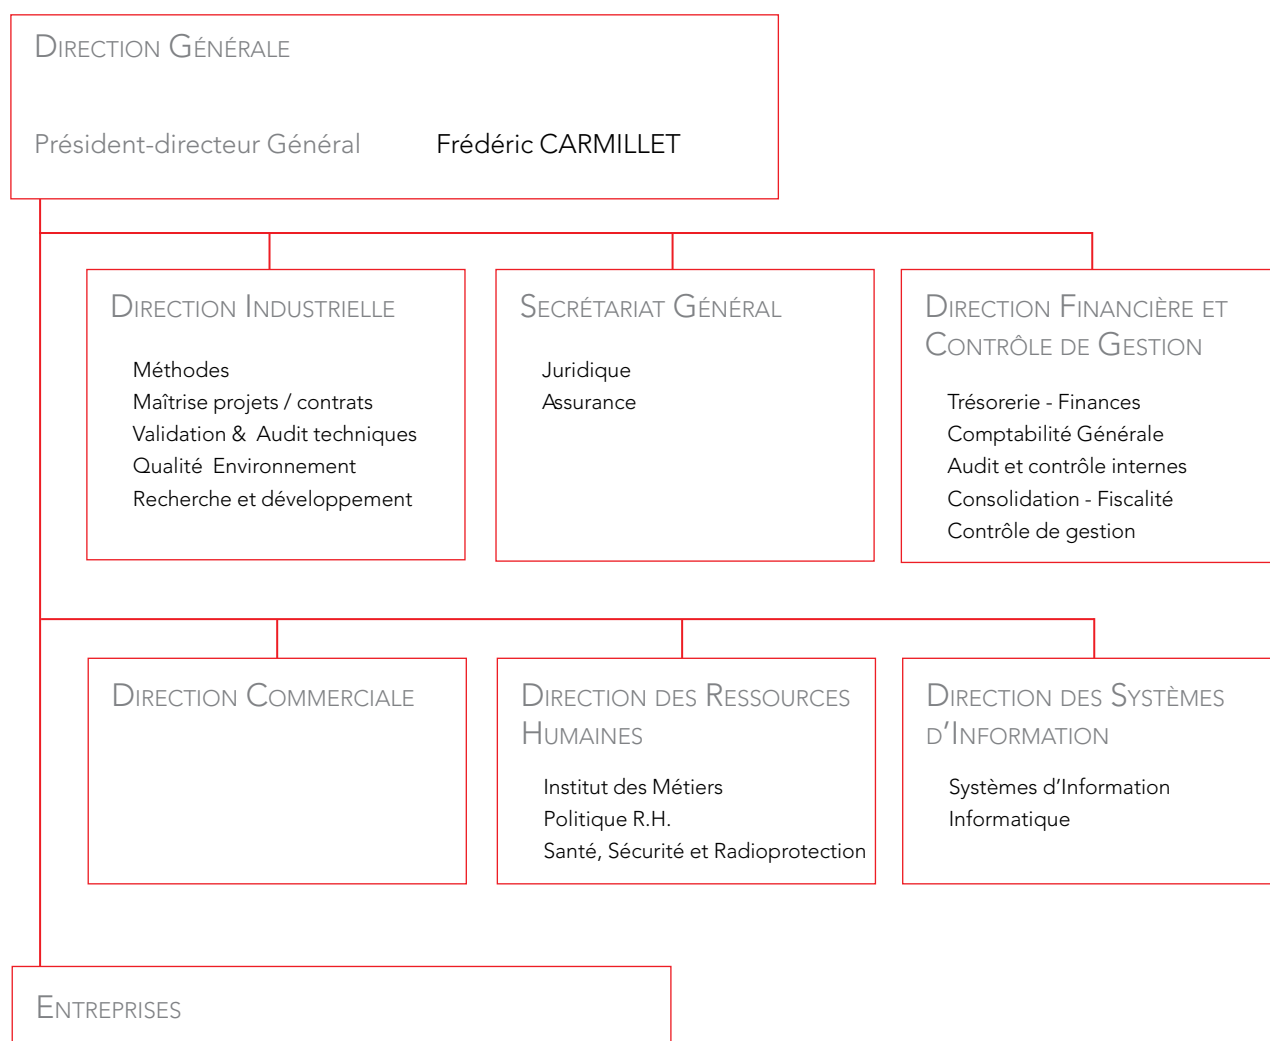 Direction Générale
Président-directeur Général Frédéric CARMILLET
Direction Industrielle
Méthodes
Maîtrise projets / contrats
Validation & Audit techniques
Qualité Environnement
Recherche et développement
Secrétariat Général
Juridique
Assurance
Direction Financière et
Contrôle de Gestion
Trésorerie - Finances
Comptabilité Générale
Audit et contrôle internes
Consolidation - Fiscalité
Contrôle de gestion
Direction Commerciale
Direction des Ressources
Humaines
Institut des Métiers
Politique R.H.
Santé, Sécurité et Radioprotection
Direction des Systèmes
d'Information
Systèmes d'Information
Informatique
Entreprises